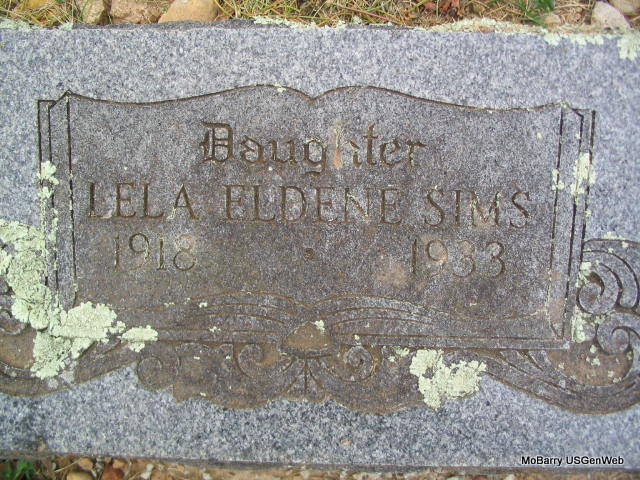 Daughter
LELA ELDENE SIMS
1918 · 1933
MoBarry USGenWeb